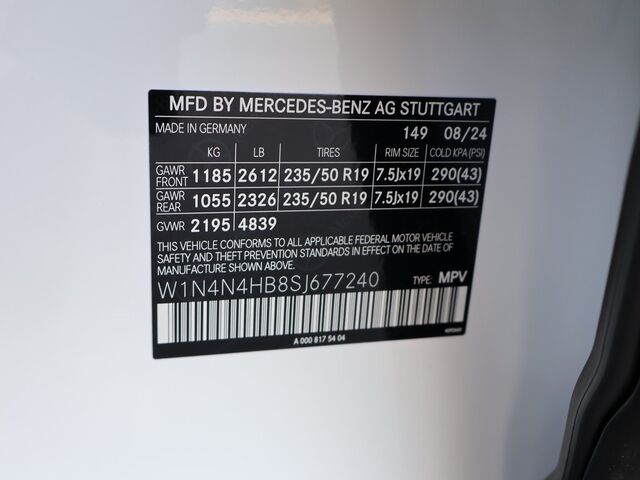 MFD BY MERCEDES-BENZ AG STUTTGART
MADE IN GERMANY 149 08/24
KG LB TIRES RIM SIZE COLD KPA (PSI)
GAWR FRONT 1185 2612 235/50 R19 7.5Jx19 290(43)
GAWR REAR 1055 2326 235/50 R19 7.5Jx19 290(43)
GVWR 2195 4839
THIS VEHICLE CONFORMS TO ALL APPLICABLE FEDERAL MOTOR VEHICLE
SAFETY AND THEFT PREVENTION STANDARDS IN EFFECT ON THE DATE OF
MANUFACTURE SHOWN ABOVE.
W1N4N4HB8SJ677240 TYPE: MPV
A 000 817 54 04